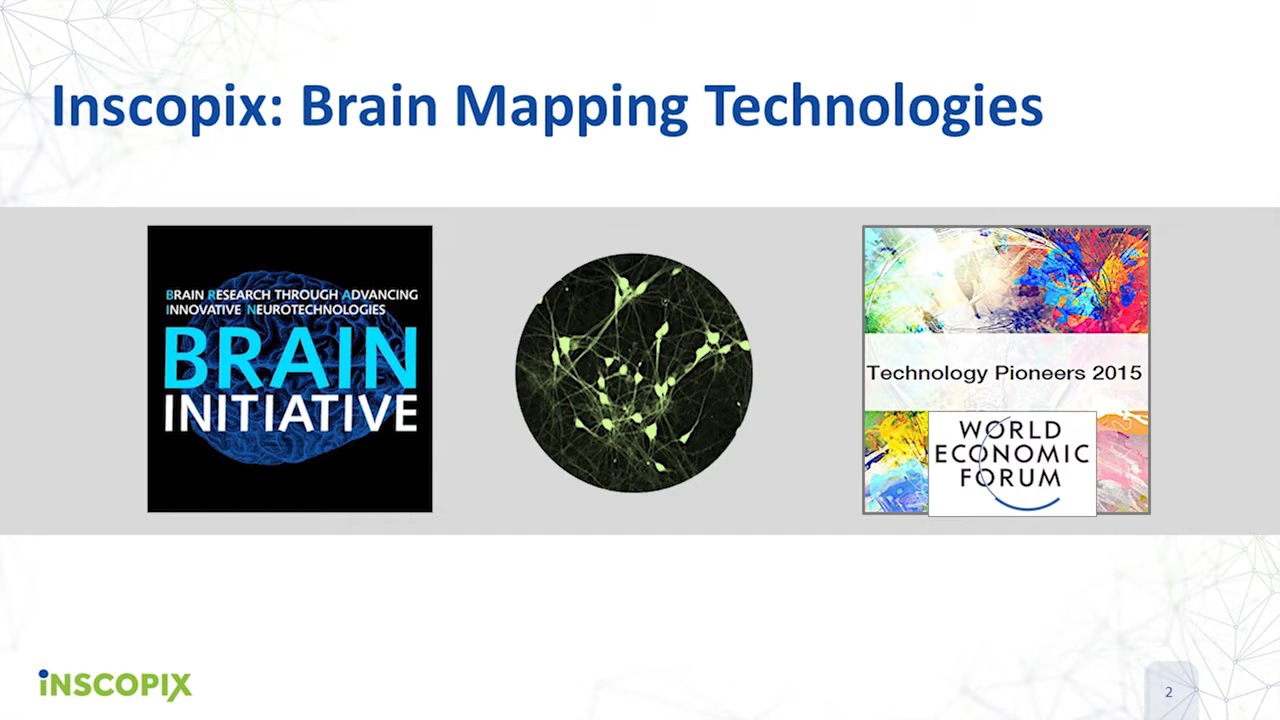 Inscopix: Brain Mapping Technologies
BRAIN RESEARCH THROUGH ADVANCING
INNOVATIVE NEUROTECHNOLOGIES
BRAIN
INITIATIVE
Technology Pioneers 2015
WORLD
ECONOMIC
FORUM
iNSCOPIX
2